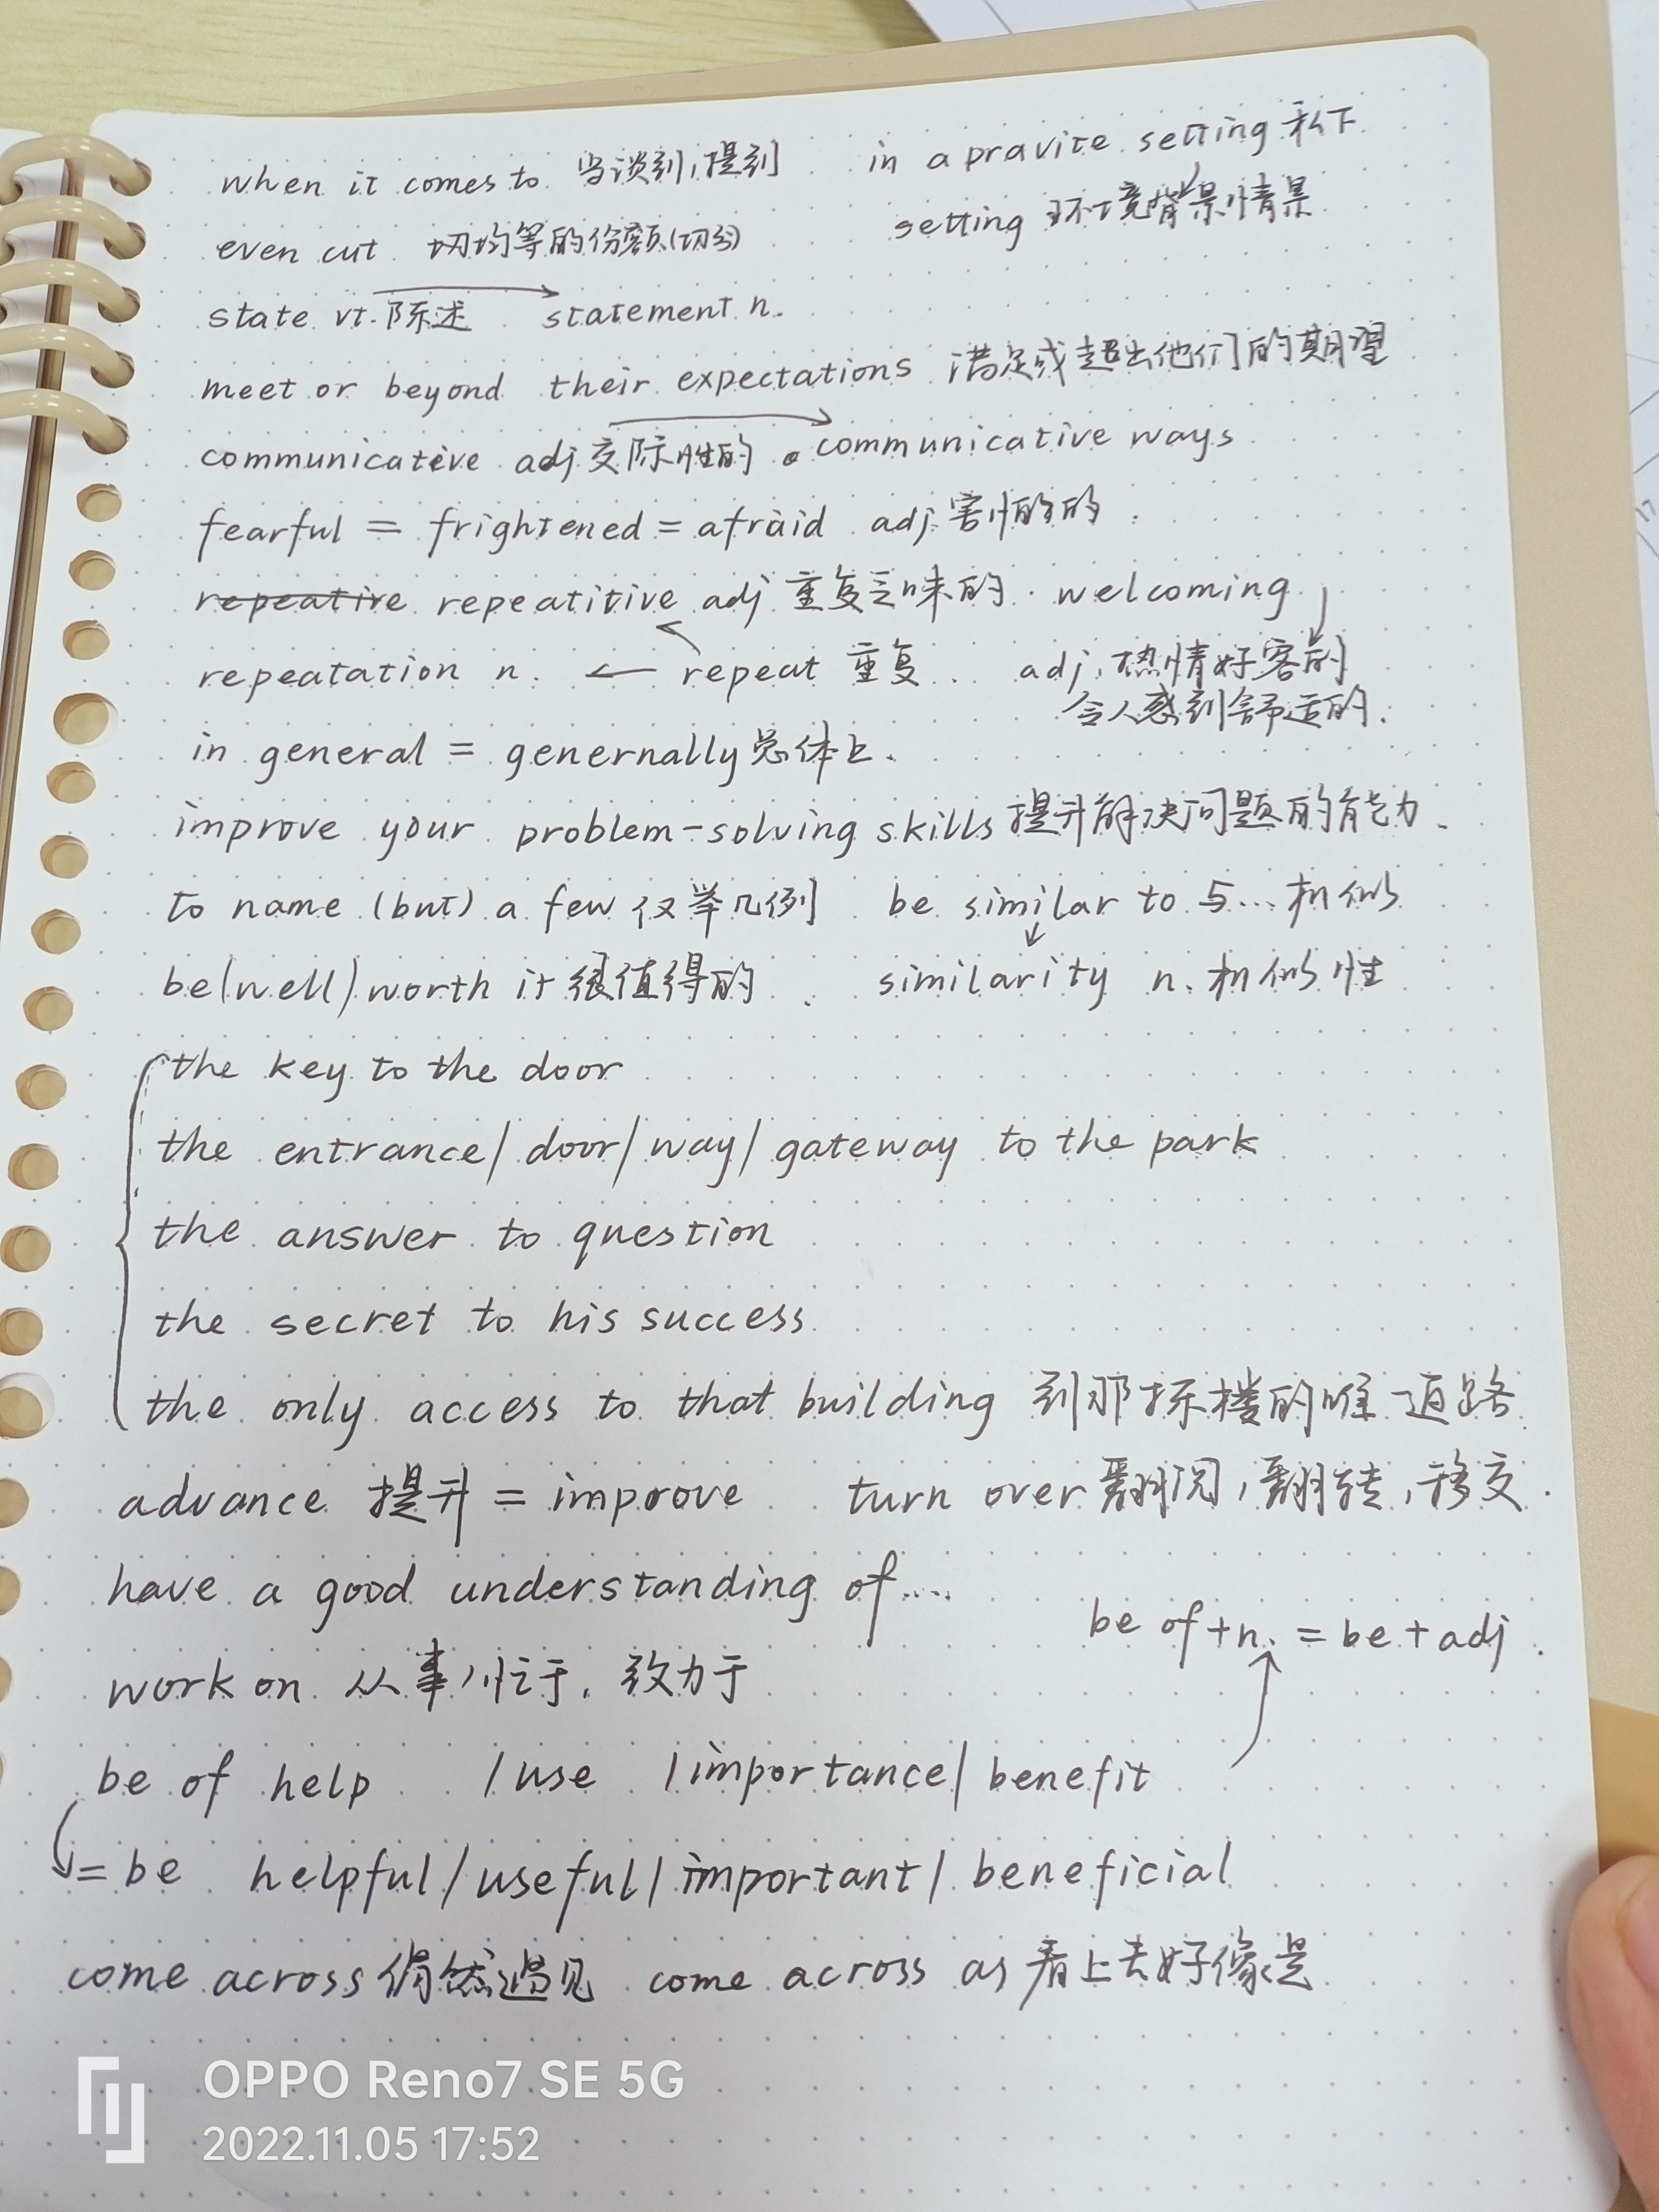 when it comes to 当谈到,提到 in a pravite setting 私下
even cut 切均等的份额(切分) setting 环境背景情景
state vt. 陈述 → statement n.
meet or beyond their expectations 满足或超出他们的期望
communicative adj 交际性的 → communicative ways
fearful = frightened = afraid adj. 害怕的
repeative repeatitive adj 重复乏味的 welcoming
repeatation n. ← repeat 重复 adj. 热情好客的
令人感到舒适的.
in general = genernally 总体上.
improve your problem-solving skills 提升解决问题的能力.
to name (but) a few 仅举几例 be similar to 与...相似
be(well) worth it 很值得的 similarity n. 相似性
the key to the door
the entrance/ door/ way/ gateway to the park
the answer to question
the secret to his success
the only access to that building 到那栋楼的唯一道路
advance 提升 = improve turn over 翻阅,翻转,移交.
have a good understanding of....
be of+n. = be+adj.
work on 从事,忙于,致力于
be of help /use /importance/ benefit
= be helpful/useful/important/ beneficial
come across 偶然遇见 come across as 看上去好像是
OPPO Reno7 SE 5G
2022.11.05 17:52